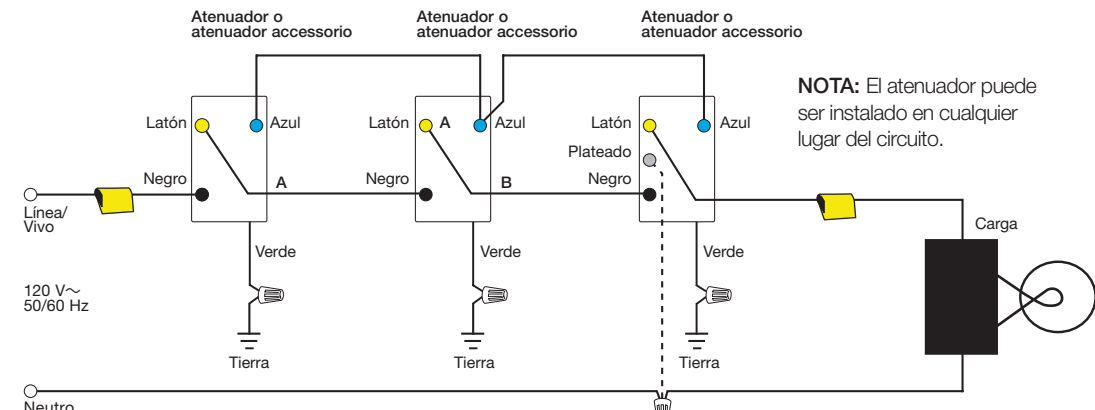 Atenuador o
atenuador accessorio
Atenuador o
atenuador accessorio
Atenuador o
atenuador accessorio
NOTA: El atenuador puede
ser instalado en cualquier
lugar del circuito.
Latón
Azul
Latón
A
Azul
Latón
Azul
Plateado
Negro
A
Negro
B
Negro
Línea/
Vivo
Carga
Verde
Verde
Verde
120 V~
50/60 Hz
Tierra
Tierra
Tierra
Neutro